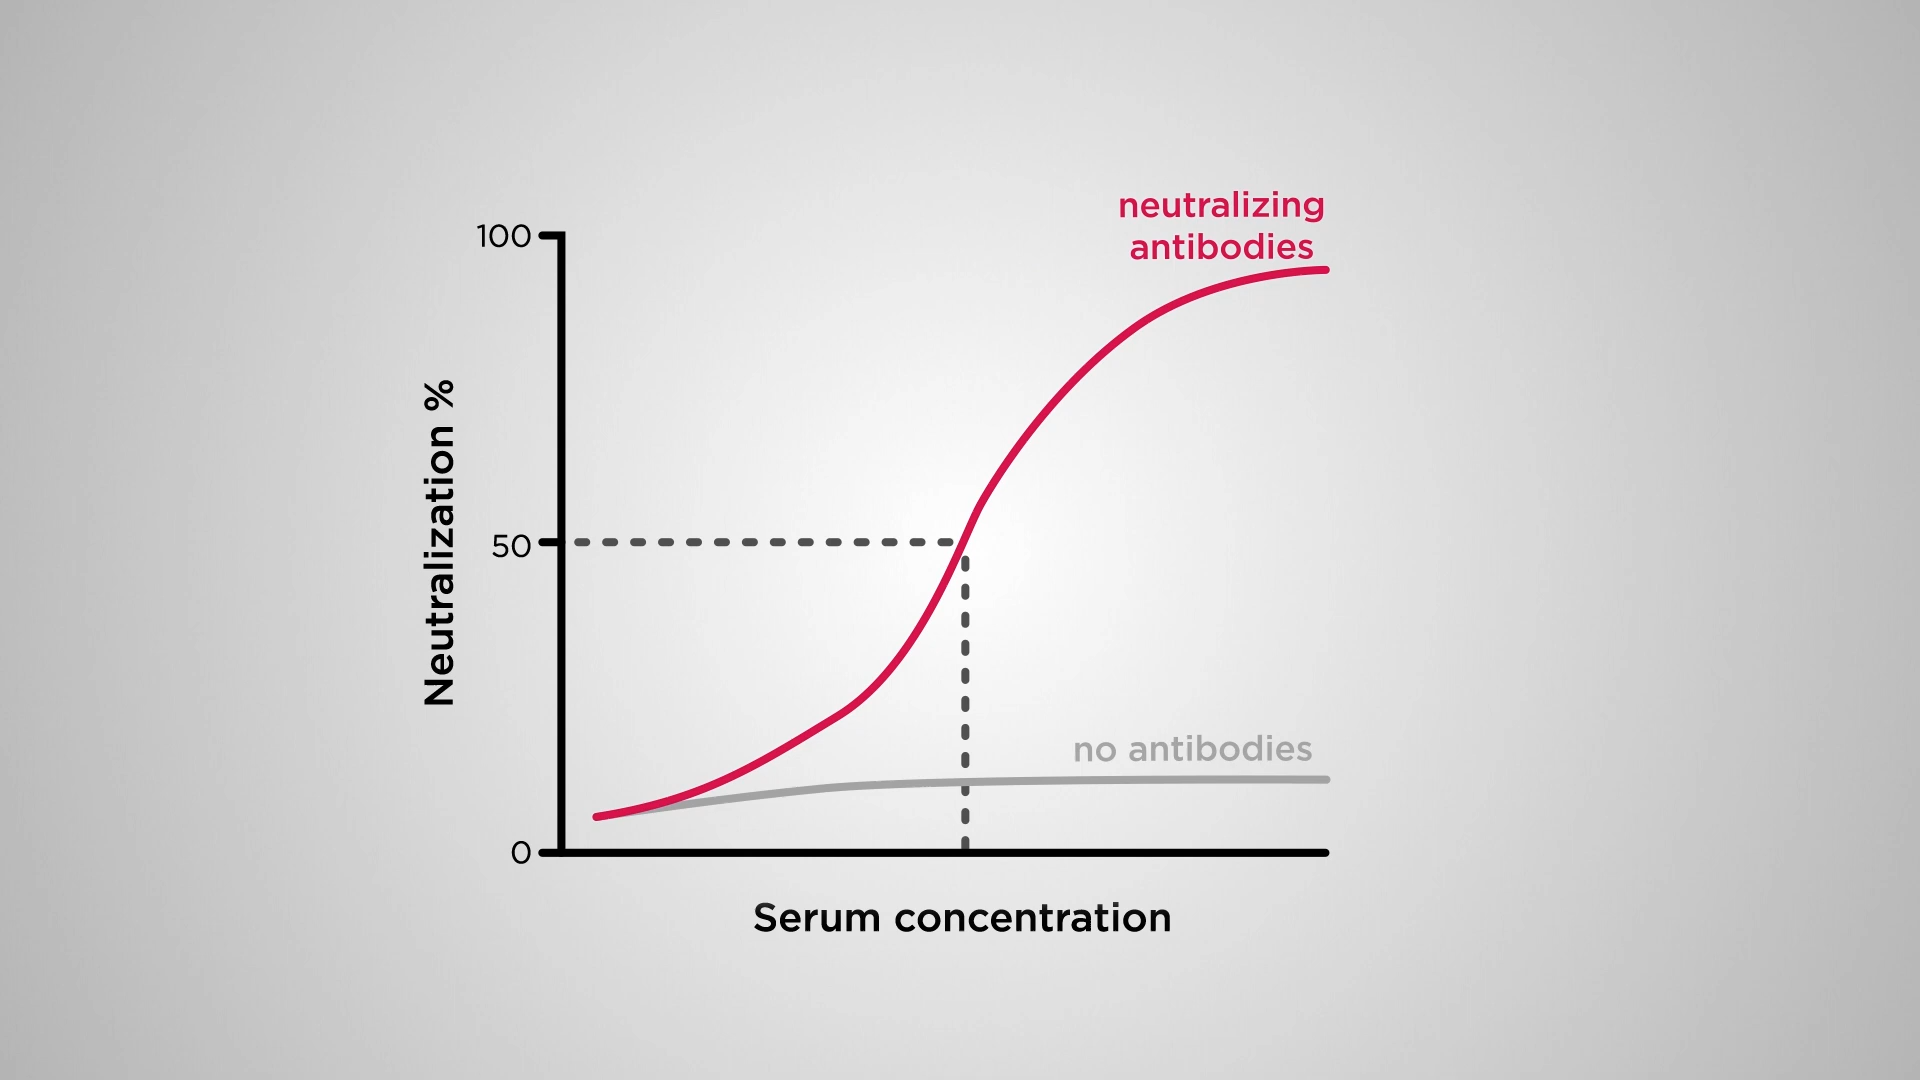 neutralizing
antibodies
100
Neutralization %
50
no antibodies
0
Serum concentration